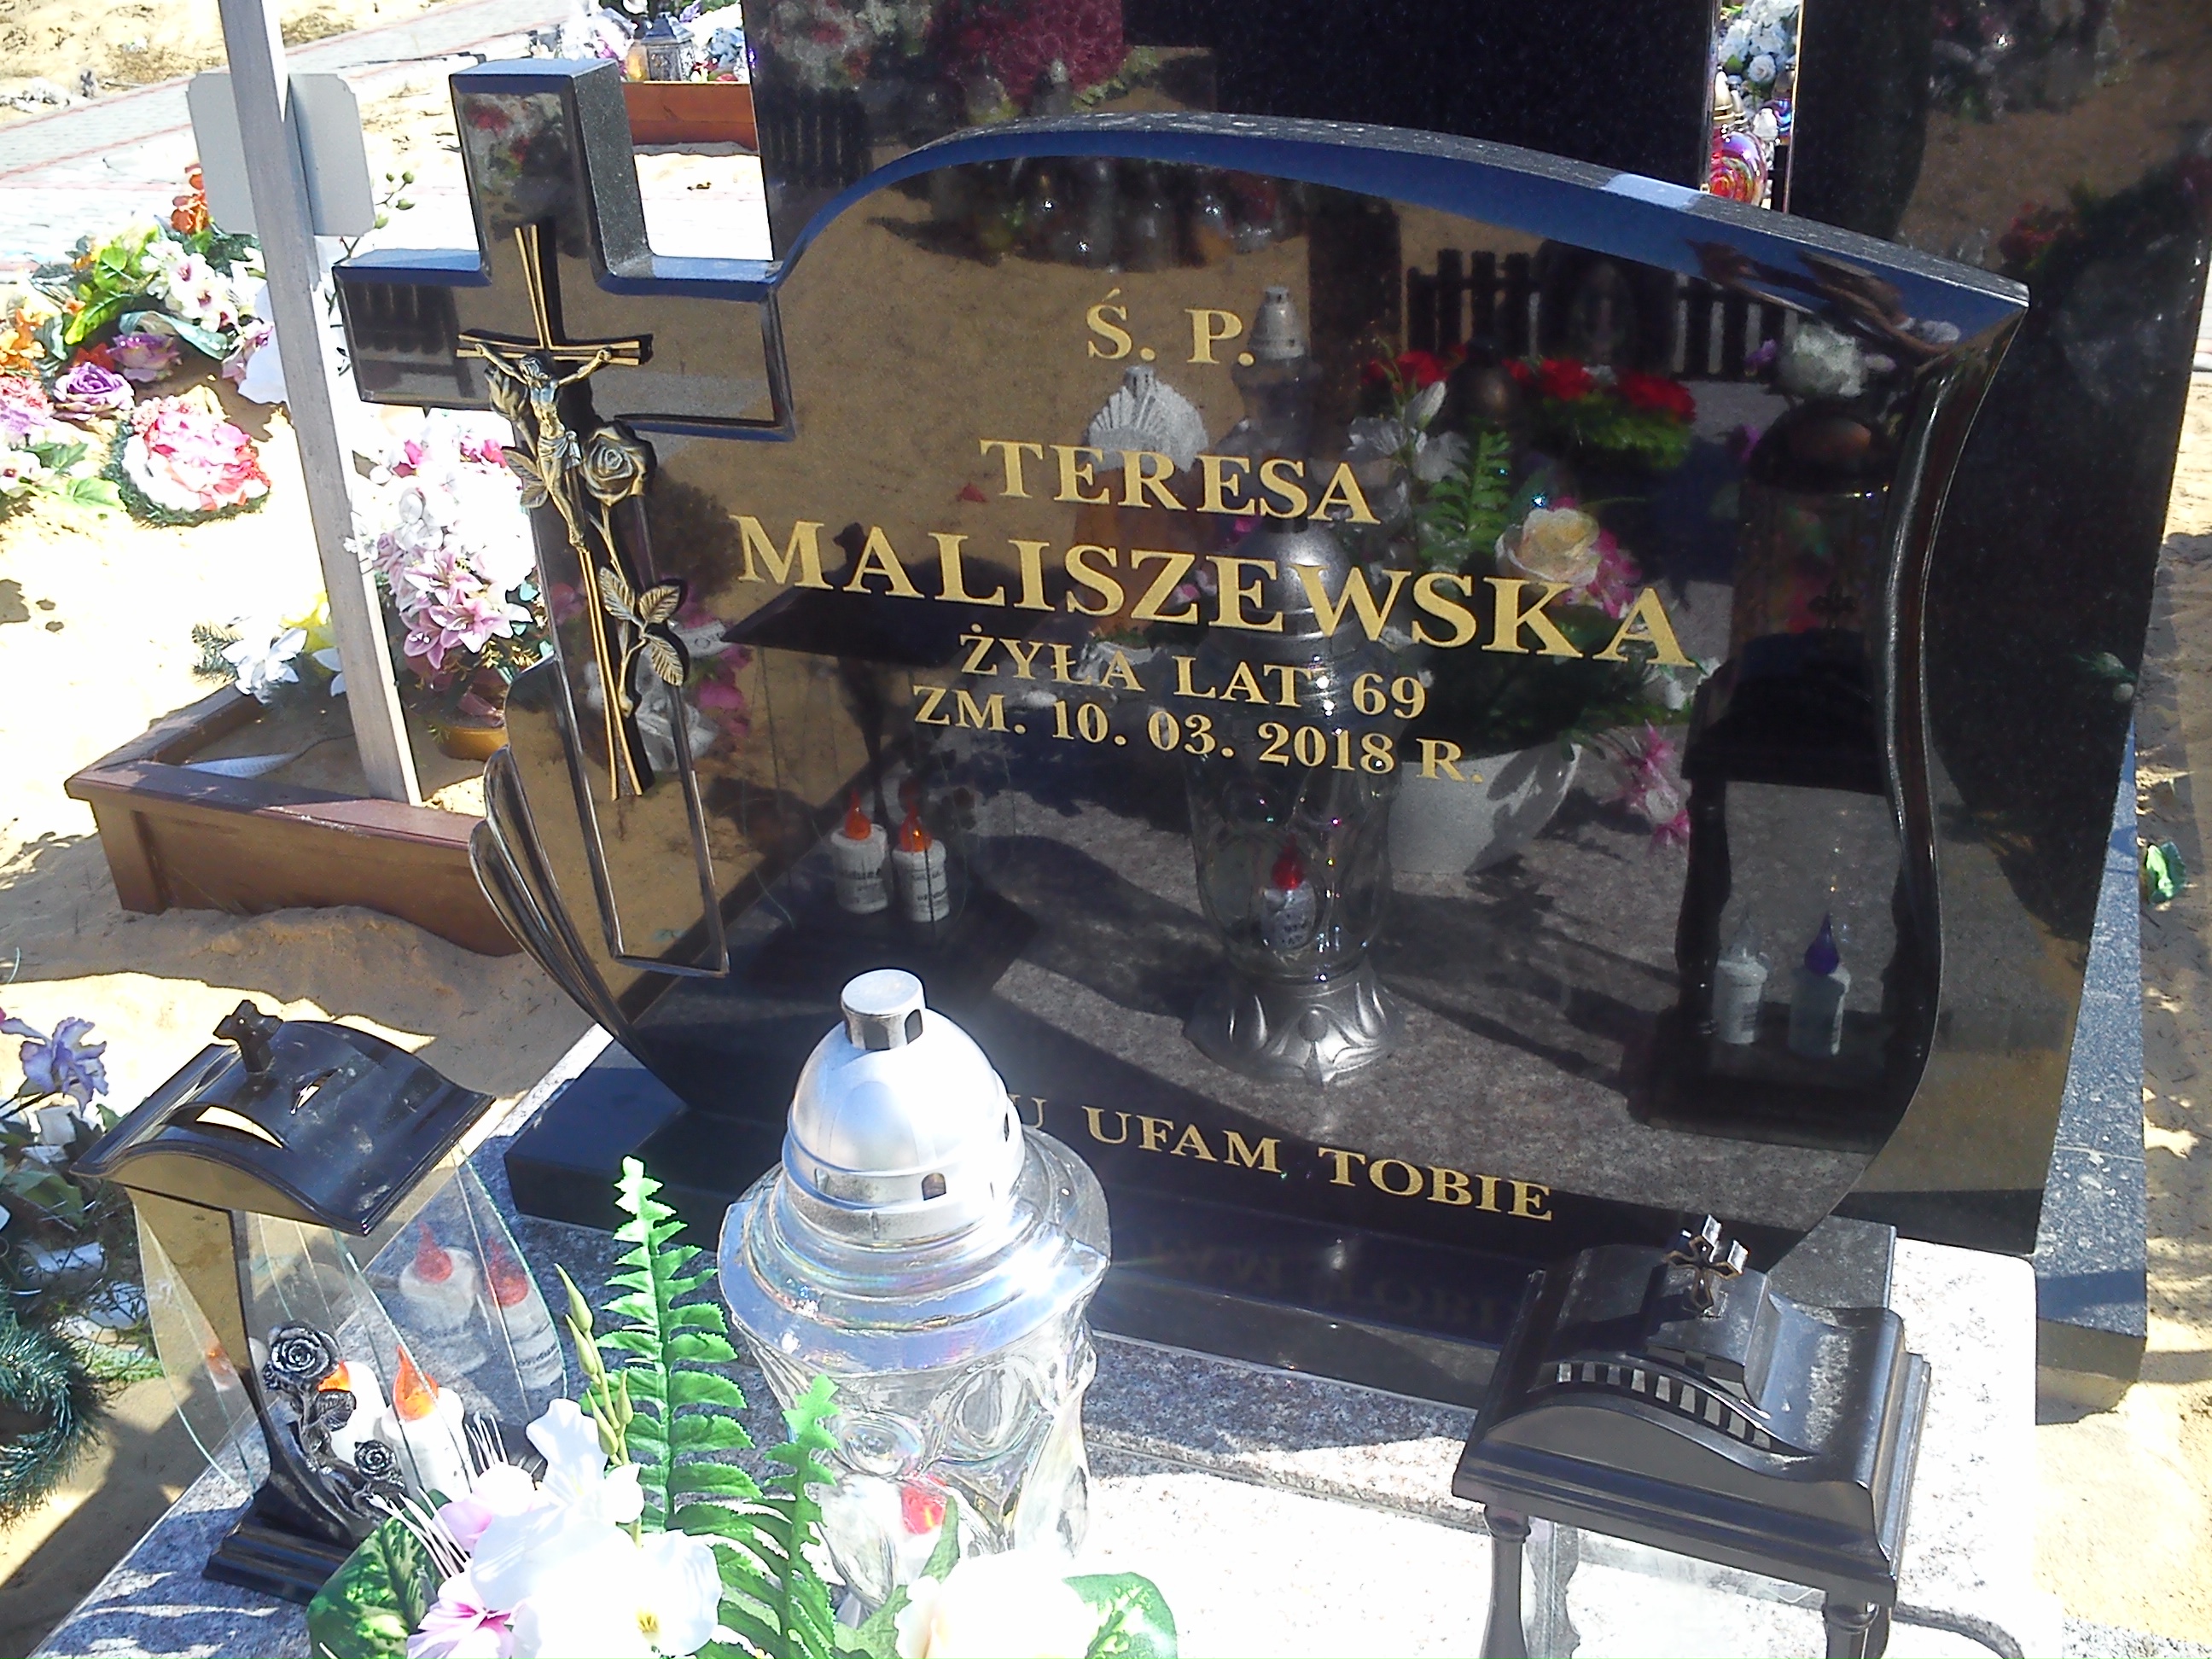 Ś. P.
TERESA
MALISZEWSKA
ŻYŁA LAT 69
ZM. 10. 03. 2018 R.
UFAM TOBIE